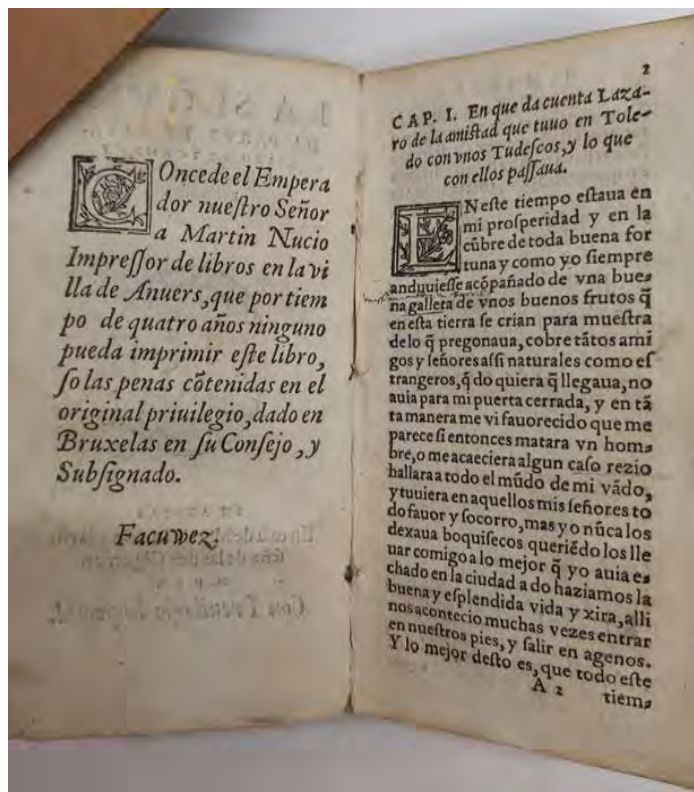 COncede el Empera
dor nueſtro Señor
a Martin Nucio
Impreſſor de libros en la vi
lla de Anuers, que por tiem
po de quatro años ninguno
pueda imprimir eſte libro,
ſo las penas cõtenidas en el
original priuilegio, dado en
Bruxelas en ſu Conſejo, y
Subſignado.
Facuwez.
2
CAP. I. En que da cuenta Laza-
ro de la amiſtad que tuuo en Tole-
do con vnos Tudeſcos, y lo que
con ellos paſſaua.
ENeſte tiempo eſtaua en
mi proſperidad y en la
cũbre de toda buena for
tuna y como yo ſiempre
anduuieſſe acõpañado de vna bue-
na galleta de vnos buenos frutos q̃
en eſta tierra ſe crian para mueſtra
delo q̃ pregonaua, cobre tãtos ami
gos y ſeñores aſſi naturales como eſ
trangeros, q̃ do quiera q̃ llegaua, no
auia para mi puerta cerrada, y en tã
ta manera me vi fauorecido que me
parece ſi entonces matara vn hom-
bre, o me acaeciera algun caſo rezio
hallara a todo el mũdo de mi vãdo,
y tuuiera en aquellos mis ſeñores to
do fauor y ſocorro, mas yo nũca los
dexaua boquiſecos queriẽdo los lle
uar comigo a lo mejor q̃ yo auia e-
chado en la ciudad a do haziamos la
buena y eſplendida vida y xira, alli
nos acontecio muchas vezes entrar
en nueſtros pies, y ſalir en agenos.
Y lo mejor deſto es, que todo eſte
A 2 tiem-